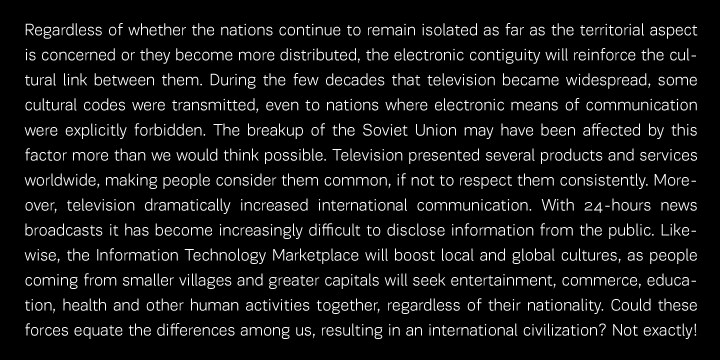 Regardless of whether the nations continue to remain isolated as far as the territorial aspect
is concerned or they become more distributed, the electronic contiguity will reinforce the cul-
tural link between them. During the few decades that television became widespread, some
cultural codes were transmitted, even to nations where electronic means of communication
were explicitly forbidden. The breakup of the Soviet Union may have been affected by this
factor more than we would think possible. Television presented several products and services
worldwide, making people consider them common, if not to respect them consistently. More-
over, television dramatically increased international communication. With 24-hours news
broadcasts it has become increasingly difficult to disclose information from the public. Like-
wise, the Information Technology Marketplace will boost local and global cultures, as people
coming from smaller villages and greater capitals will seek entertainment, commerce, educa-
tion, health and other human activities together, regardless of their nationality. Could these
forces equate the differences among us, resulting in an international civilization? Not exactly!